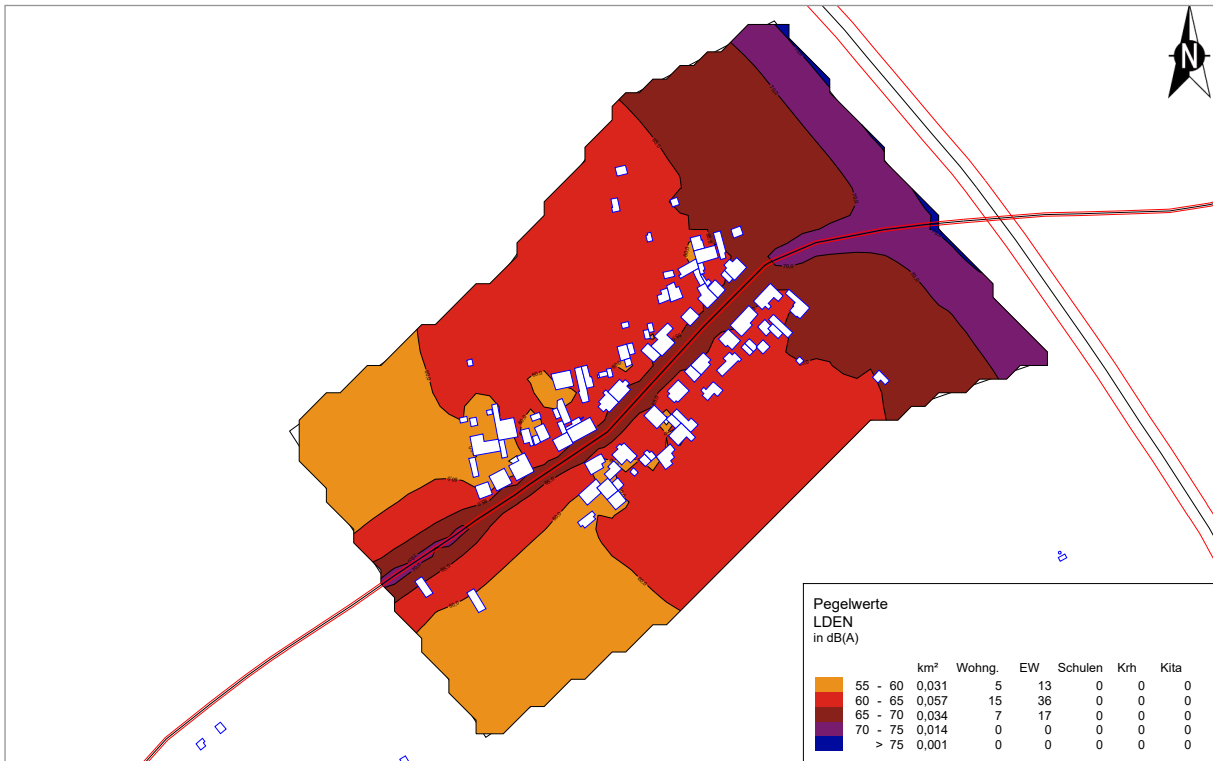 N
Pegelwerte
LDEN
in dB(A)
km² Wohng. EW Schulen Krh Kita
55 - 60 0,031 5 13 0 0 0
60 - 65 0,057 15 36 0 0 0
65 - 70 0,034 7 17 0 0 0
70 - 75 0,014 0 0 0 0 0
> 75 0,001 0 0 0 0 0